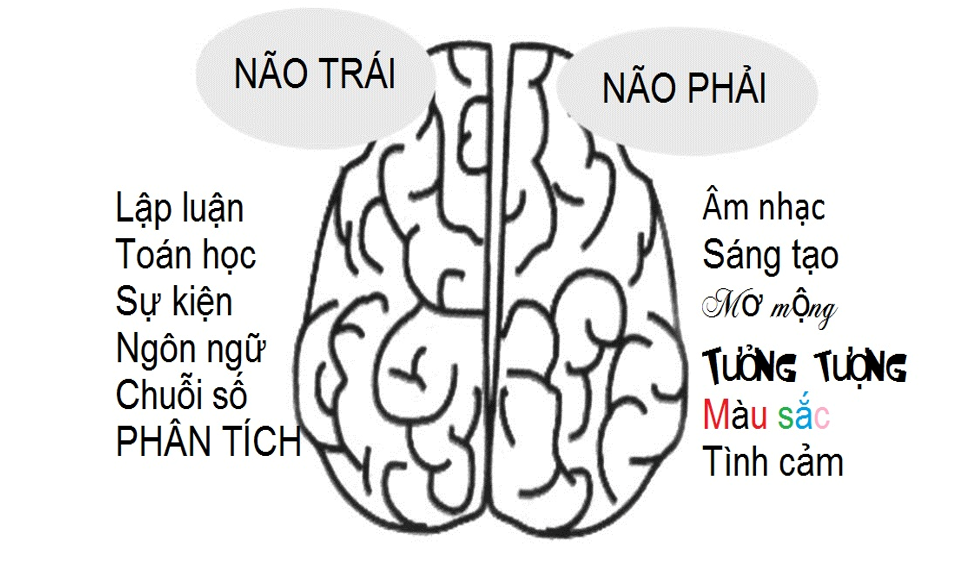 NÃO TRÁI
NÃO PHẢI
Lập luận
Toán học
Sự kiện
Ngôn ngữ
Chuỗi số
PHÂN TÍCH
Âm nhạc
Sáng tạo
Mơ mộng
TƯỞNG TƯỢNG
Màu sắc
Tình cảm